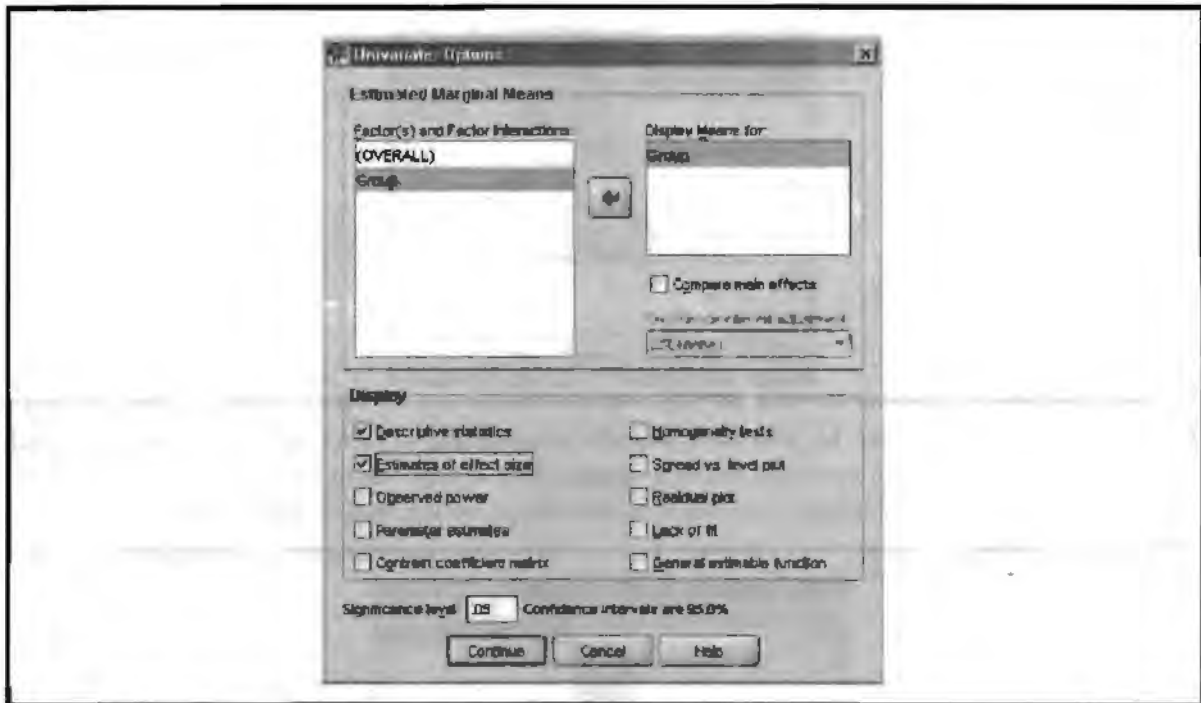 Univariate: Options
Estimated Marginal Means
Factor(s) and Factor Interactions:
(OVERALL)
Group
Display Means for:
Group
Compare main effects
Display
Descriptive statistics
Estimates of effect size
Observed power
Parameter estimates
Contrast coefficient matrix
Homogeneity tests
Spread vs. level plot
Residual plot
Lack of fit
General estimable function
Significance level: .05 Confidence intervals are 95.0%
Continue
Cancel
Help